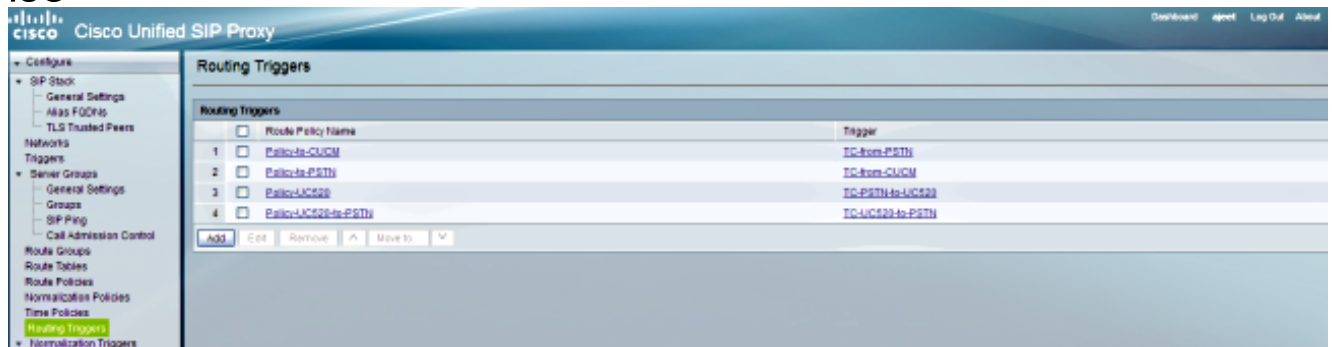 CISCO Cisco Unified SIP Proxy
Dashboard ajeet Log Out About
Configure
SIP Stack
General Settings
Alias FQDNs
TLS Trusted Peers
Networks
Triggers
Server Groups
General Settings
Groups
SIP Ping
Call Admission Control
Route Groups
Route Tables
Route Policies
Normalization Policies
Time Policies
Routing Triggers
Normalization Triggers
Routing Triggers
Routing Triggers
Route Policy Name Trigger
1 Policy-to-CUCM TC-from-PSTN
2 Policy-to-PSTN TC-from-CUCM
3 Policy-UC520 TC-PSTN-to-UC520
4 Policy-UC520-to-PSTN TC-UC520-to-PSTN
Add Edit Remove Move to